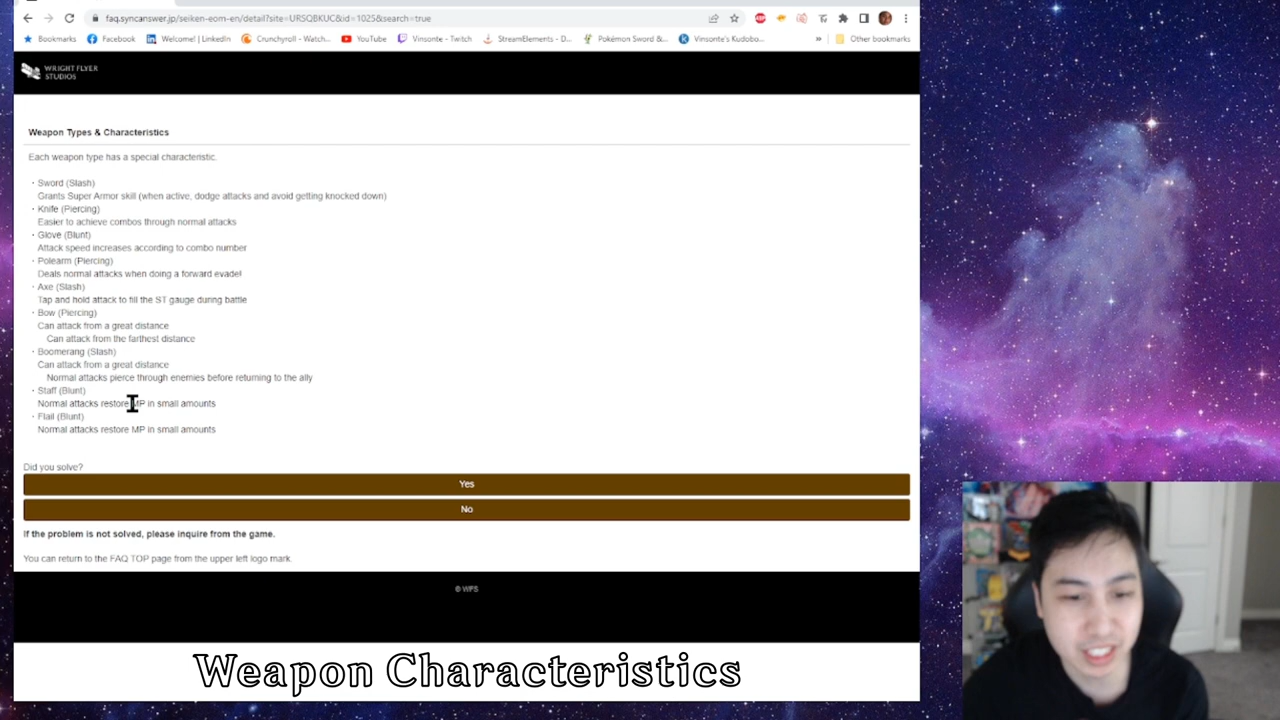 faq.syncanswer.jp/seiken-eom-en/detail?site=URSQBKUC&id=1025&search=true
Bookmarks Facebook Welcome! | LinkedIn Crunchyroll - Watch... YouTube Vinsonte - Twitch StreamElements - D... Pokémon Sword &... Vinsonte's Kudobo... » Other bookmarks
WRIGHT FLYER
STUDIOS
Weapon Types & Characteristics
Each weapon type has a special characteristic.
・Sword (Slash)
Grants Super Armor skill (when active, dodge attacks and avoid getting knocked down)
・Knife (Piercing)
Easier to achieve combos through normal attacks
・Glove (Blunt)
Attack speed increases according to combo number
・Polearm (Piercing)
Deals normal attacks when doing a forward evade!
・Axe (Slash)
Tap and hold attack to fill the ST gauge during battle
・Bow (Piercing)
Can attack from a great distance
Can attack from the farthest distance
・Boomerang (Slash)
Can attack from a great distance
Normal attacks pierce through enemies before returning to the ally
・Staff (Blunt)
Normal attacks restore MP in small amounts
・Flail (Blunt)
Normal attacks restore MP in small amounts
Did you solve?
Yes
No
If the problem is not solved, please inquire from the game.
You can return to the FAQ TOP page from the upper left logo mark.
© WFS
Weapon Characteristics